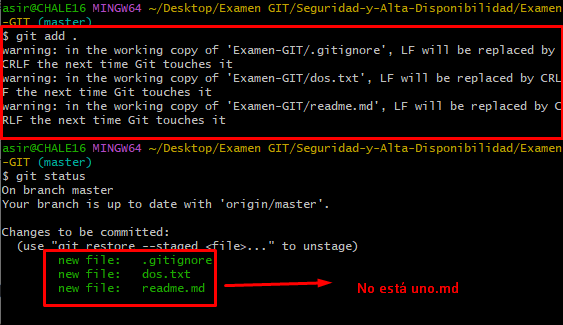 asir@CHALE16 MINGW64 ~/Desktop/Examen GIT/Seguridad-y-Alta-Disponibilidad/Examen
-GIT (master)
$ git add .
warning: in the working copy of 'Examen-GIT/.gitignore', LF will be replaced by
CRLF the next time Git touches it
warning: in the working copy of 'Examen-GIT/dos.txt', LF will be replaced by CRL
F the next time Git touches it
warning: in the working copy of 'Examen-GIT/readme.md', LF will be replaced by C
RLF the next time Git touches it
asir@CHALE16 MINGW64 ~/Desktop/Examen GIT/Seguridad-y-Alta-Disponibilidad/Examen
-GIT (master)
$ git status
On branch master
Your branch is up to date with 'origin/master'.
Changes to be committed:
(use "git restore --staged <file>..." to unstage)
new file: .gitignore
new file: dos.txt
new file: readme.md
No está uno.md